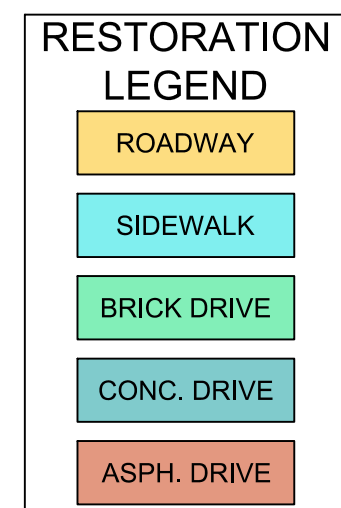 RESTORATION
LEGEND
ROADWAY
SIDEWALK
BRICK DRIVE
CONC. DRIVE
ASPH. DRIVE